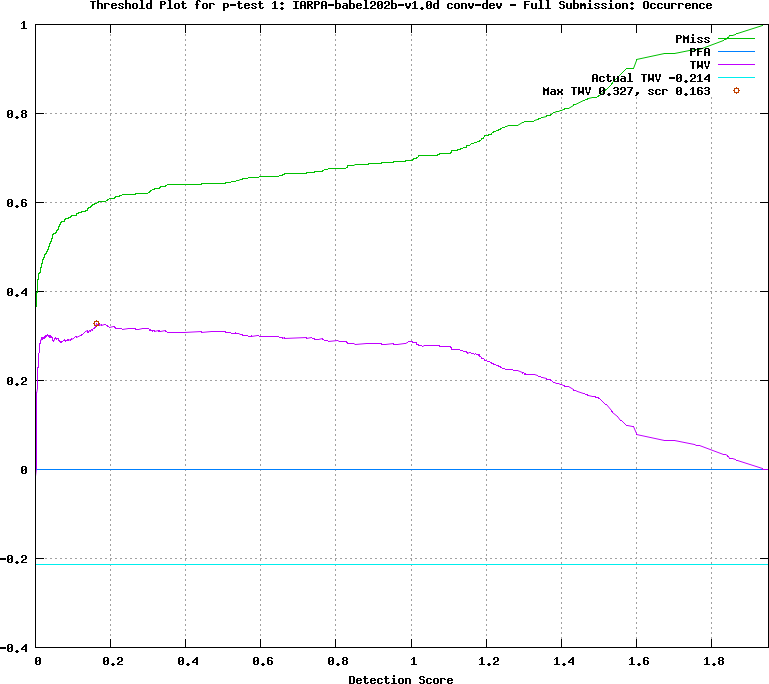 Threshold Plot for p-test 1: IARPA-babel202b-v1.0d conv-dev - Full Submission: Occurrence
1
PMiss
PFA
TWV
Actual TWV -0.214
Max TWV 0.327, scr 0.163
0.8
0.6
0.4
0.2
0
-0.2
-0.4
0 0.2 0.4 0.6 0.8 1 1.2 1.4 1.6 1.8
Detection Score